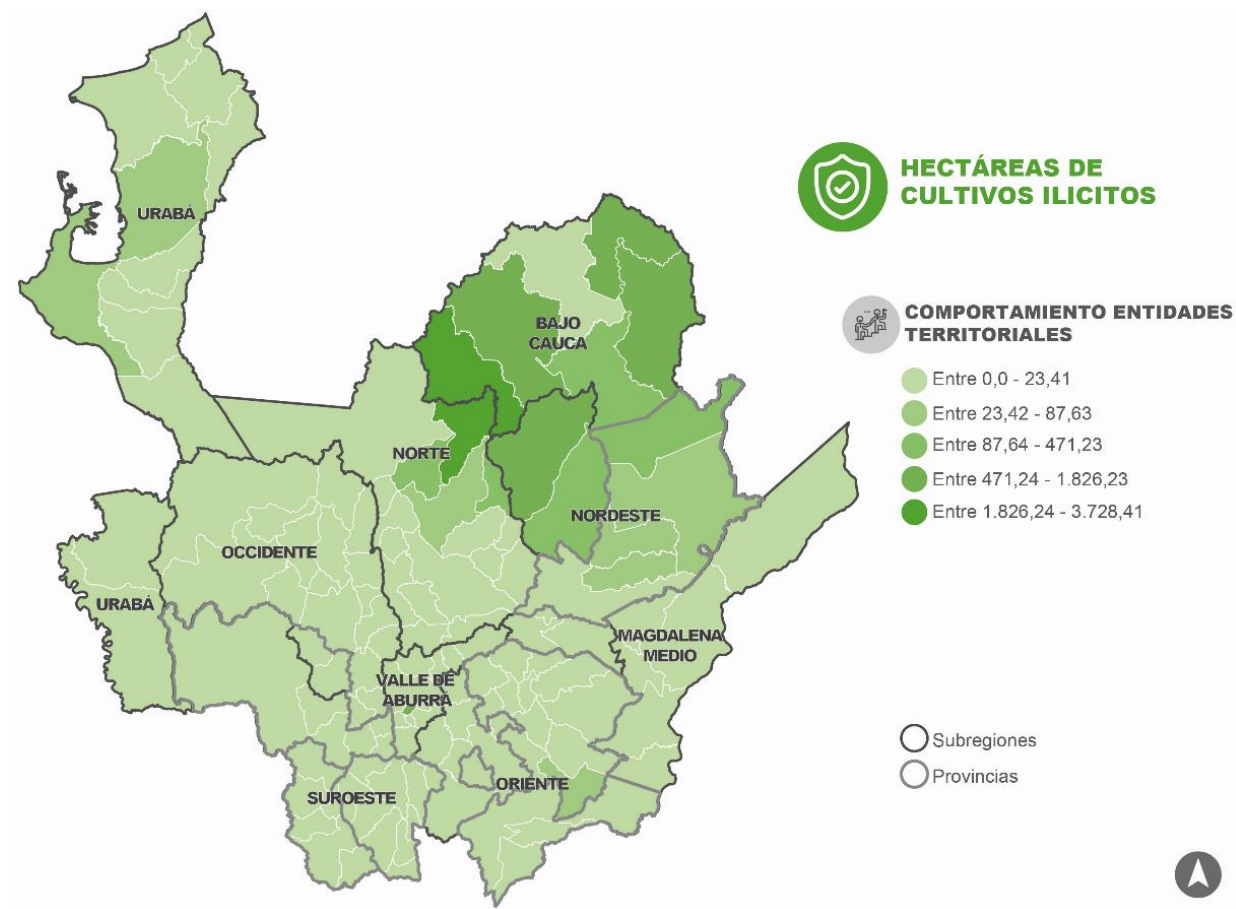 HECTÁREAS DE
CULTIVOS ILICITOS
COMPORTAMIENTO ENTIDADES
TERRITORIALES
Entre 0,0 - 23,41
Entre 23,42 - 87,63
Entre 87,64 - 471,23
Entre 471,24 - 1.826,23
Entre 1.826,24 - 3.728,41
Subregiones
Provincias
URABÁ
BAJO
CAUCA
NORTE
NORDESTE
OCCIDENTE
URABÁ
MAGDALENA
MEDIO
VALLE DE
ABURRA
ORIENTE
SUROESTE